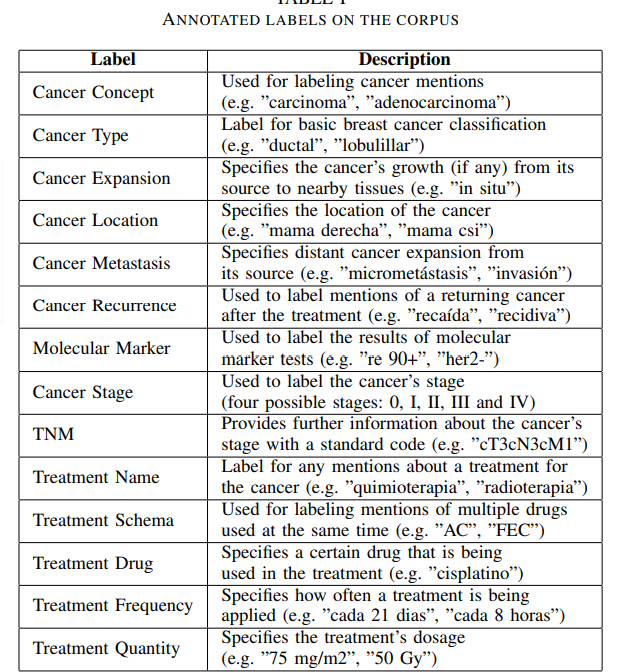 TABLE I
ANNOTATED LABELS ON THE CORPUS
Label Description
Cancer Concept Used for labeling cancer mentions
(e.g. ”carcinoma”, ”adenocarcinoma”)
Cancer Type Label for basic breast cancer classification
(e.g. ”ductal”, ”lobulillar”)
Cancer Expansion Specifies the cancer’s growth (if any) from its
source to nearby tissues (e.g. ”in situ”)
Cancer Location Specifies the location of the cancer
(e.g. ”mama derecha”, ”mama csi”)
Cancer Metastasis Specifies distant cancer expansion from
its source (e.g. ”micrometástasis”, ”invasión”)
Cancer Recurrence Used to label mentions of a returning cancer
after the treatment (e.g. ”recaída”, ”recidiva”)
Molecular Marker Used to label the results of molecular
marker tests (e.g. ”re 90+”, ”her2-”)
Cancer Stage Used to label the cancer’s stage
(four possible stages: 0, I, II, III and IV)
TNM Provides further information about the cancer’s
stage with a standard code (e.g. ”cT3cN3cM1”)
Treatment Name Label for any mentions about a treatment for
the cancer (e.g. ”quimioterapia”, ”radioterapia”)
Treatment Schema Used for labeling mentions of multiple drugs
used at the same time (e.g. ”AC”, ”FEC”)
Treatment Drug Specifies a certain drug that is being
used in the treatment (e.g. ”cisplatino”)
Treatment Frequency Specifies how often a treatment is being
applied (e.g. ”cada 21 dias”, ”cada 8 horas”)
Treatment Quantity Specifies the treatment’s dosage
(e.g. ”75 mg/m2”, ”50 Gy”)